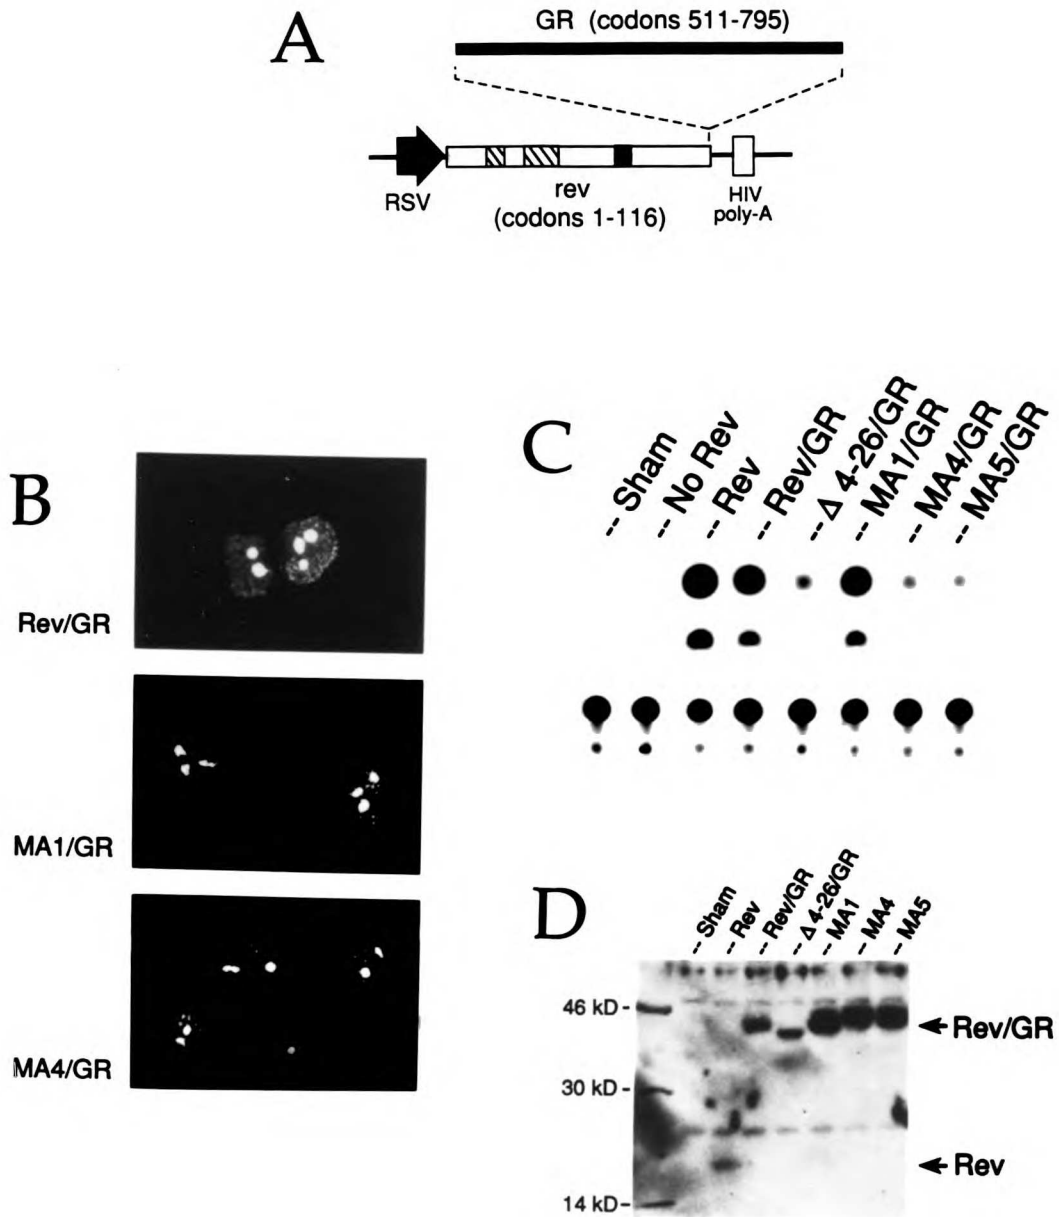 A
GR (codons 511-795)
RSV
rev
(codons 1-116)
HIV
poly-A
B
Rev/GR
MA1/GR
MA4/GR
C
-- Sham
-- No Rev
-- Rev
-- Rev/GR
-- Δ 4-26/GR
-- MA1/GR
-- MA4/GR
-- MA5/GR
D
-- Sham
-- Rev
-- Rev/GR
-- Δ 4-26/GR
-- MA1
-- MA4
-- MA5
46 kD -
30 kD -
14 kD -
Rev/GR
Rev